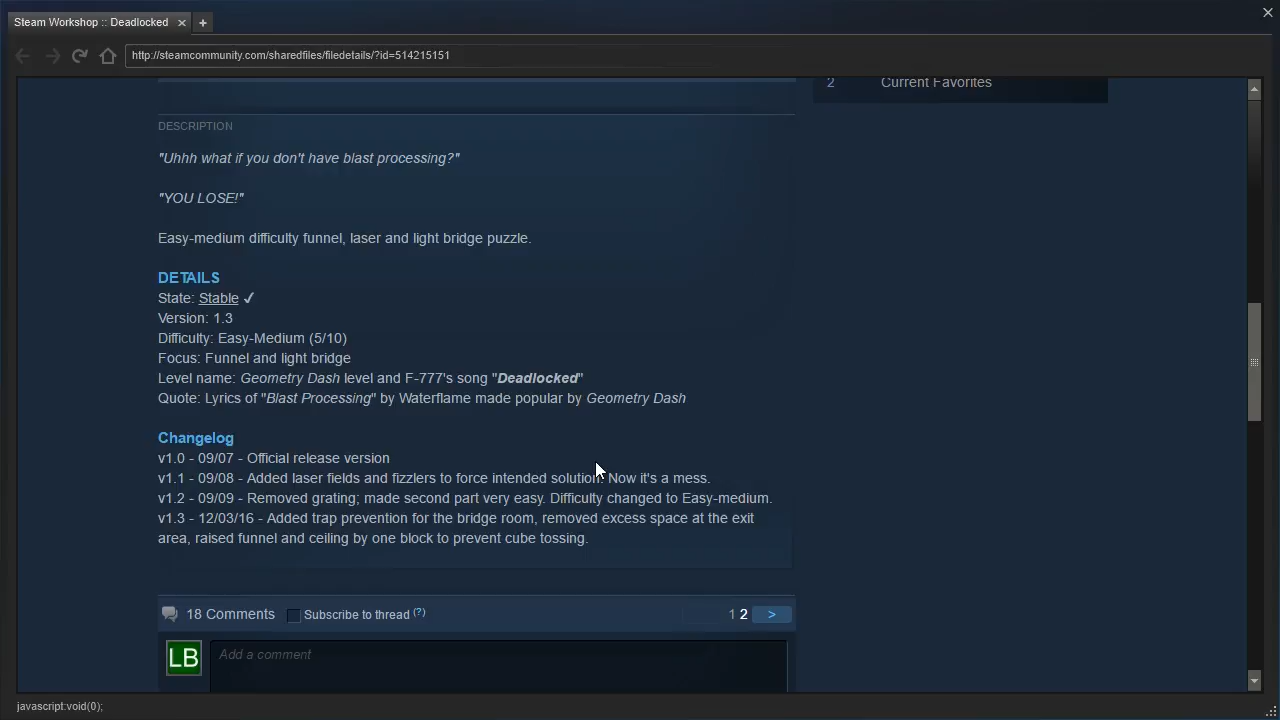 Steam Workshop :: Deadlocked
http://steamcommunity.com/sharedfiles/filedetails/?id=514215151
2 Current Favorites
DESCRIPTION
"Uhhh what if you don't have blast processing?"
"YOU LOSE!"
Easy-medium difficulty funnel, laser and light bridge puzzle.
DETAILS
State: Stable ✓
Version: 1.3
Difficulty: Easy-Medium (5/10)
Focus: Funnel and light bridge
Level name: Geometry Dash level and F-777's song "Deadlocked"
Quote: Lyrics of "Blast Processing" by Waterflame made popular by Geometry Dash
Changelog
v1.0 - 09/07 - Official release version
v1.1 - 09/08 - Added laser fields and fizzlers to force intended solution. Now it's a mess.
v1.2 - 09/09 - Removed grating; made second part very easy. Difficulty changed to Easy-medium.
v1.3 - 12/03/16 - Added trap prevention for the bridge room, removed excess space at the exit
area, raised funnel and ceiling by one block to prevent cube tossing.
18 Comments Subscribe to thread (?) 1 2 >
LB Add a comment
javascript:void(0);